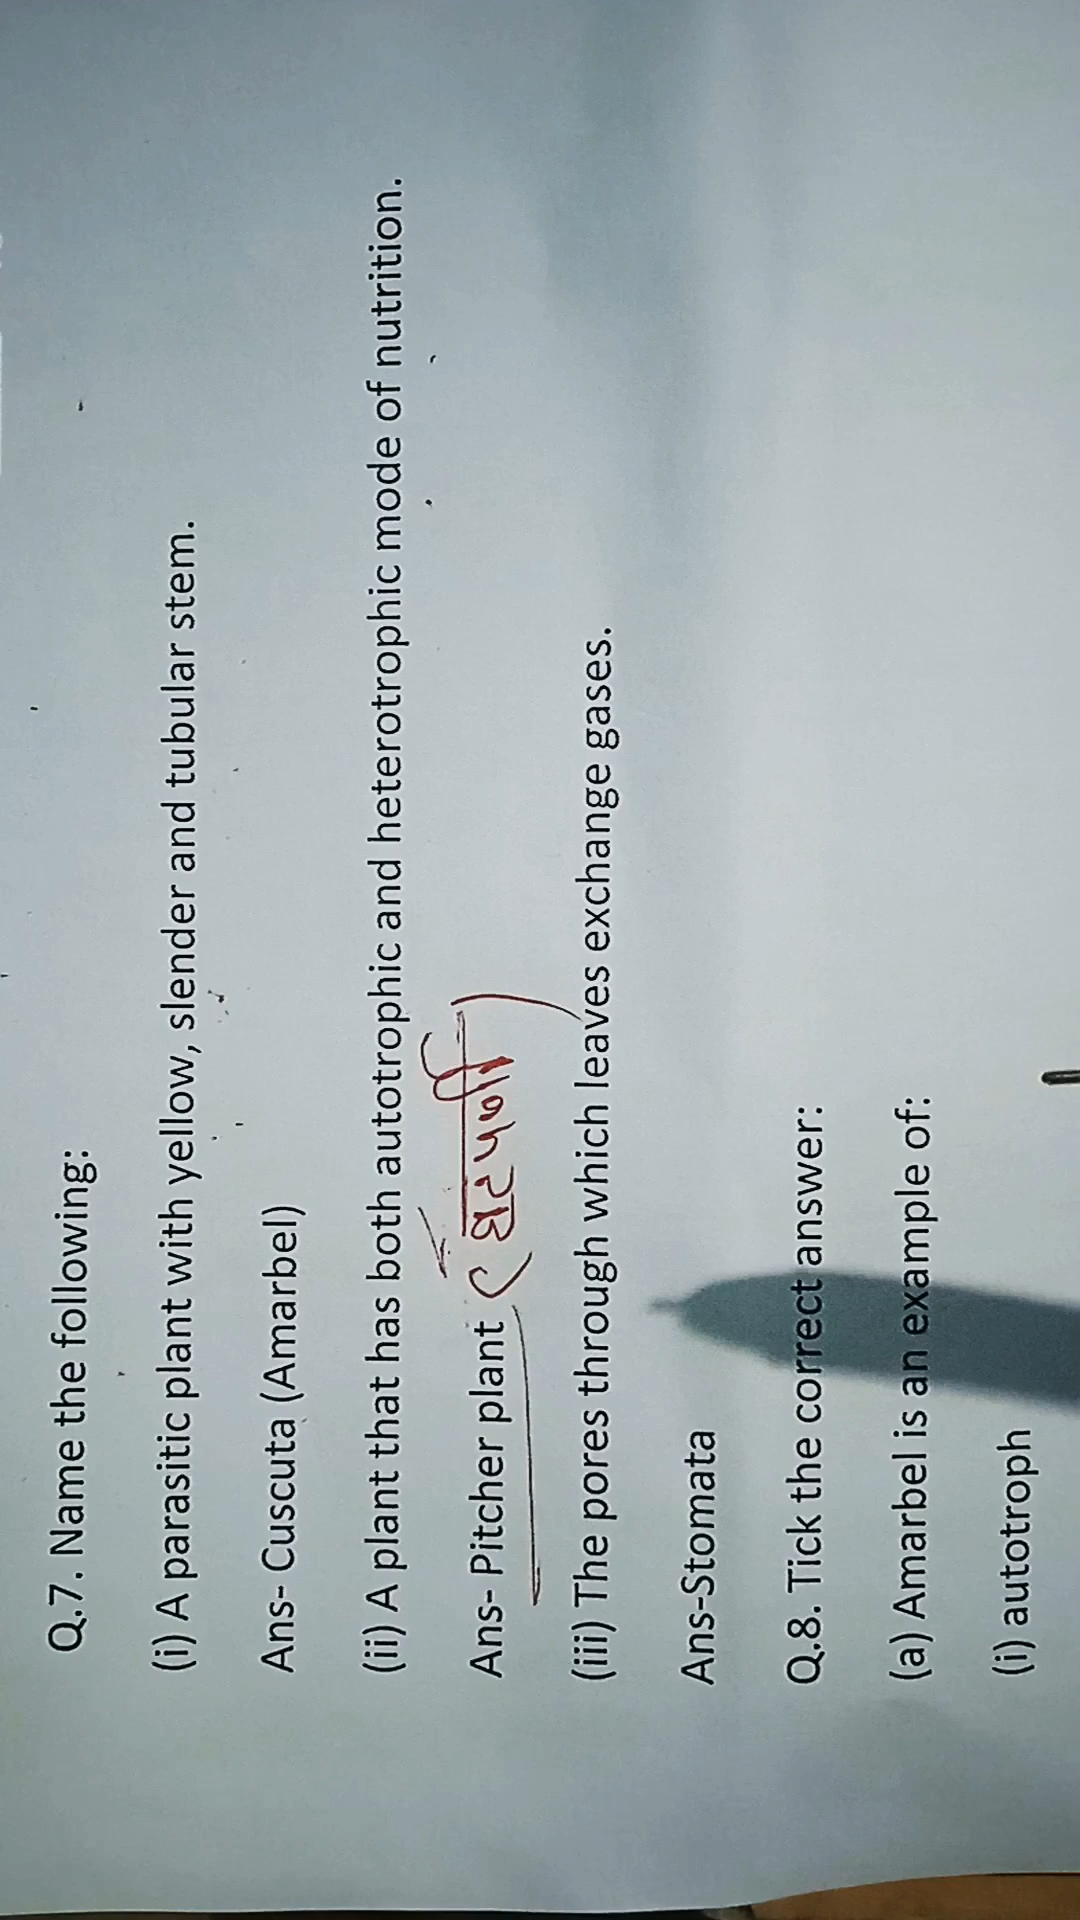 Q.7. Name the following:
(i) A parasitic plant with yellow, slender and tubular stem.
Ans- Cuscuta (Amarbel)
(ii) A plant that has both autotrophic and heterotrophic mode of nutrition.
Ans- Pitcher plant (घटपर्णी)
(iii) The pores through which leaves exchange gases.
Ans-Stomata
Q.8. Tick the correct answer:
(a) Amarbel is an example of:
(i) autotroph